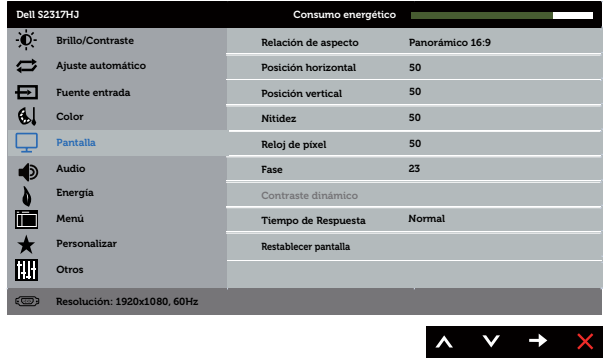 Dell S2317HJ Consumo energético
Brillo/Contraste Relación de aspecto Panorámico 16:9
Ajuste automático Posición horizontal 50
Fuente entrada Posición vertical 50
Color Nitidez 50
Pantalla Reloj de píxel 50
Audio Fase 23
Energía Contraste dinámico
Menú Tiempo de Respuesta Normal
Personalizar Restablecer pantalla
Otros
Resolución: 1920x1080, 60Hz